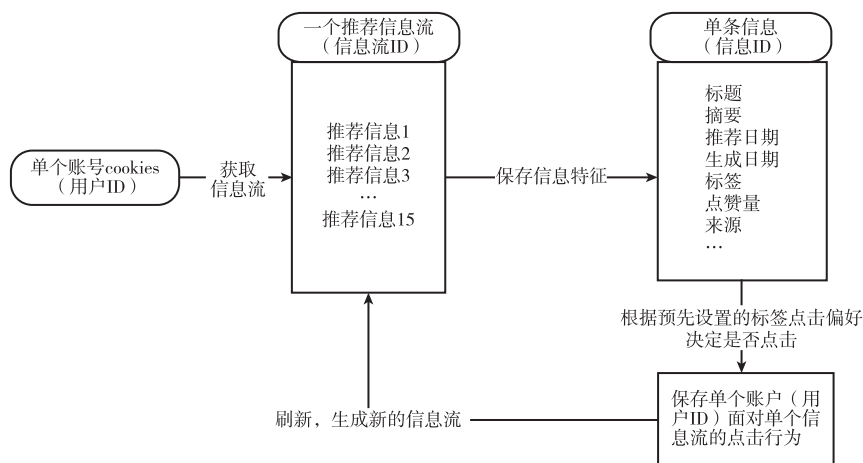 一个推荐信息流
（信息流ID）
推荐信息1
推荐信息2
推荐信息3
…
推荐信息15
单条信息
（信息ID）
标题
摘要
推荐日期
生成日期
标签
点赞量
来源
…
单个账号cookies
（用户ID）
获取
信息流
保存信息特征
根据预先设置的标签点击偏好
决定是否点击
保存单个账户（用
户ID）面对单个信
息流的点击行为
刷新，生成新的信息流